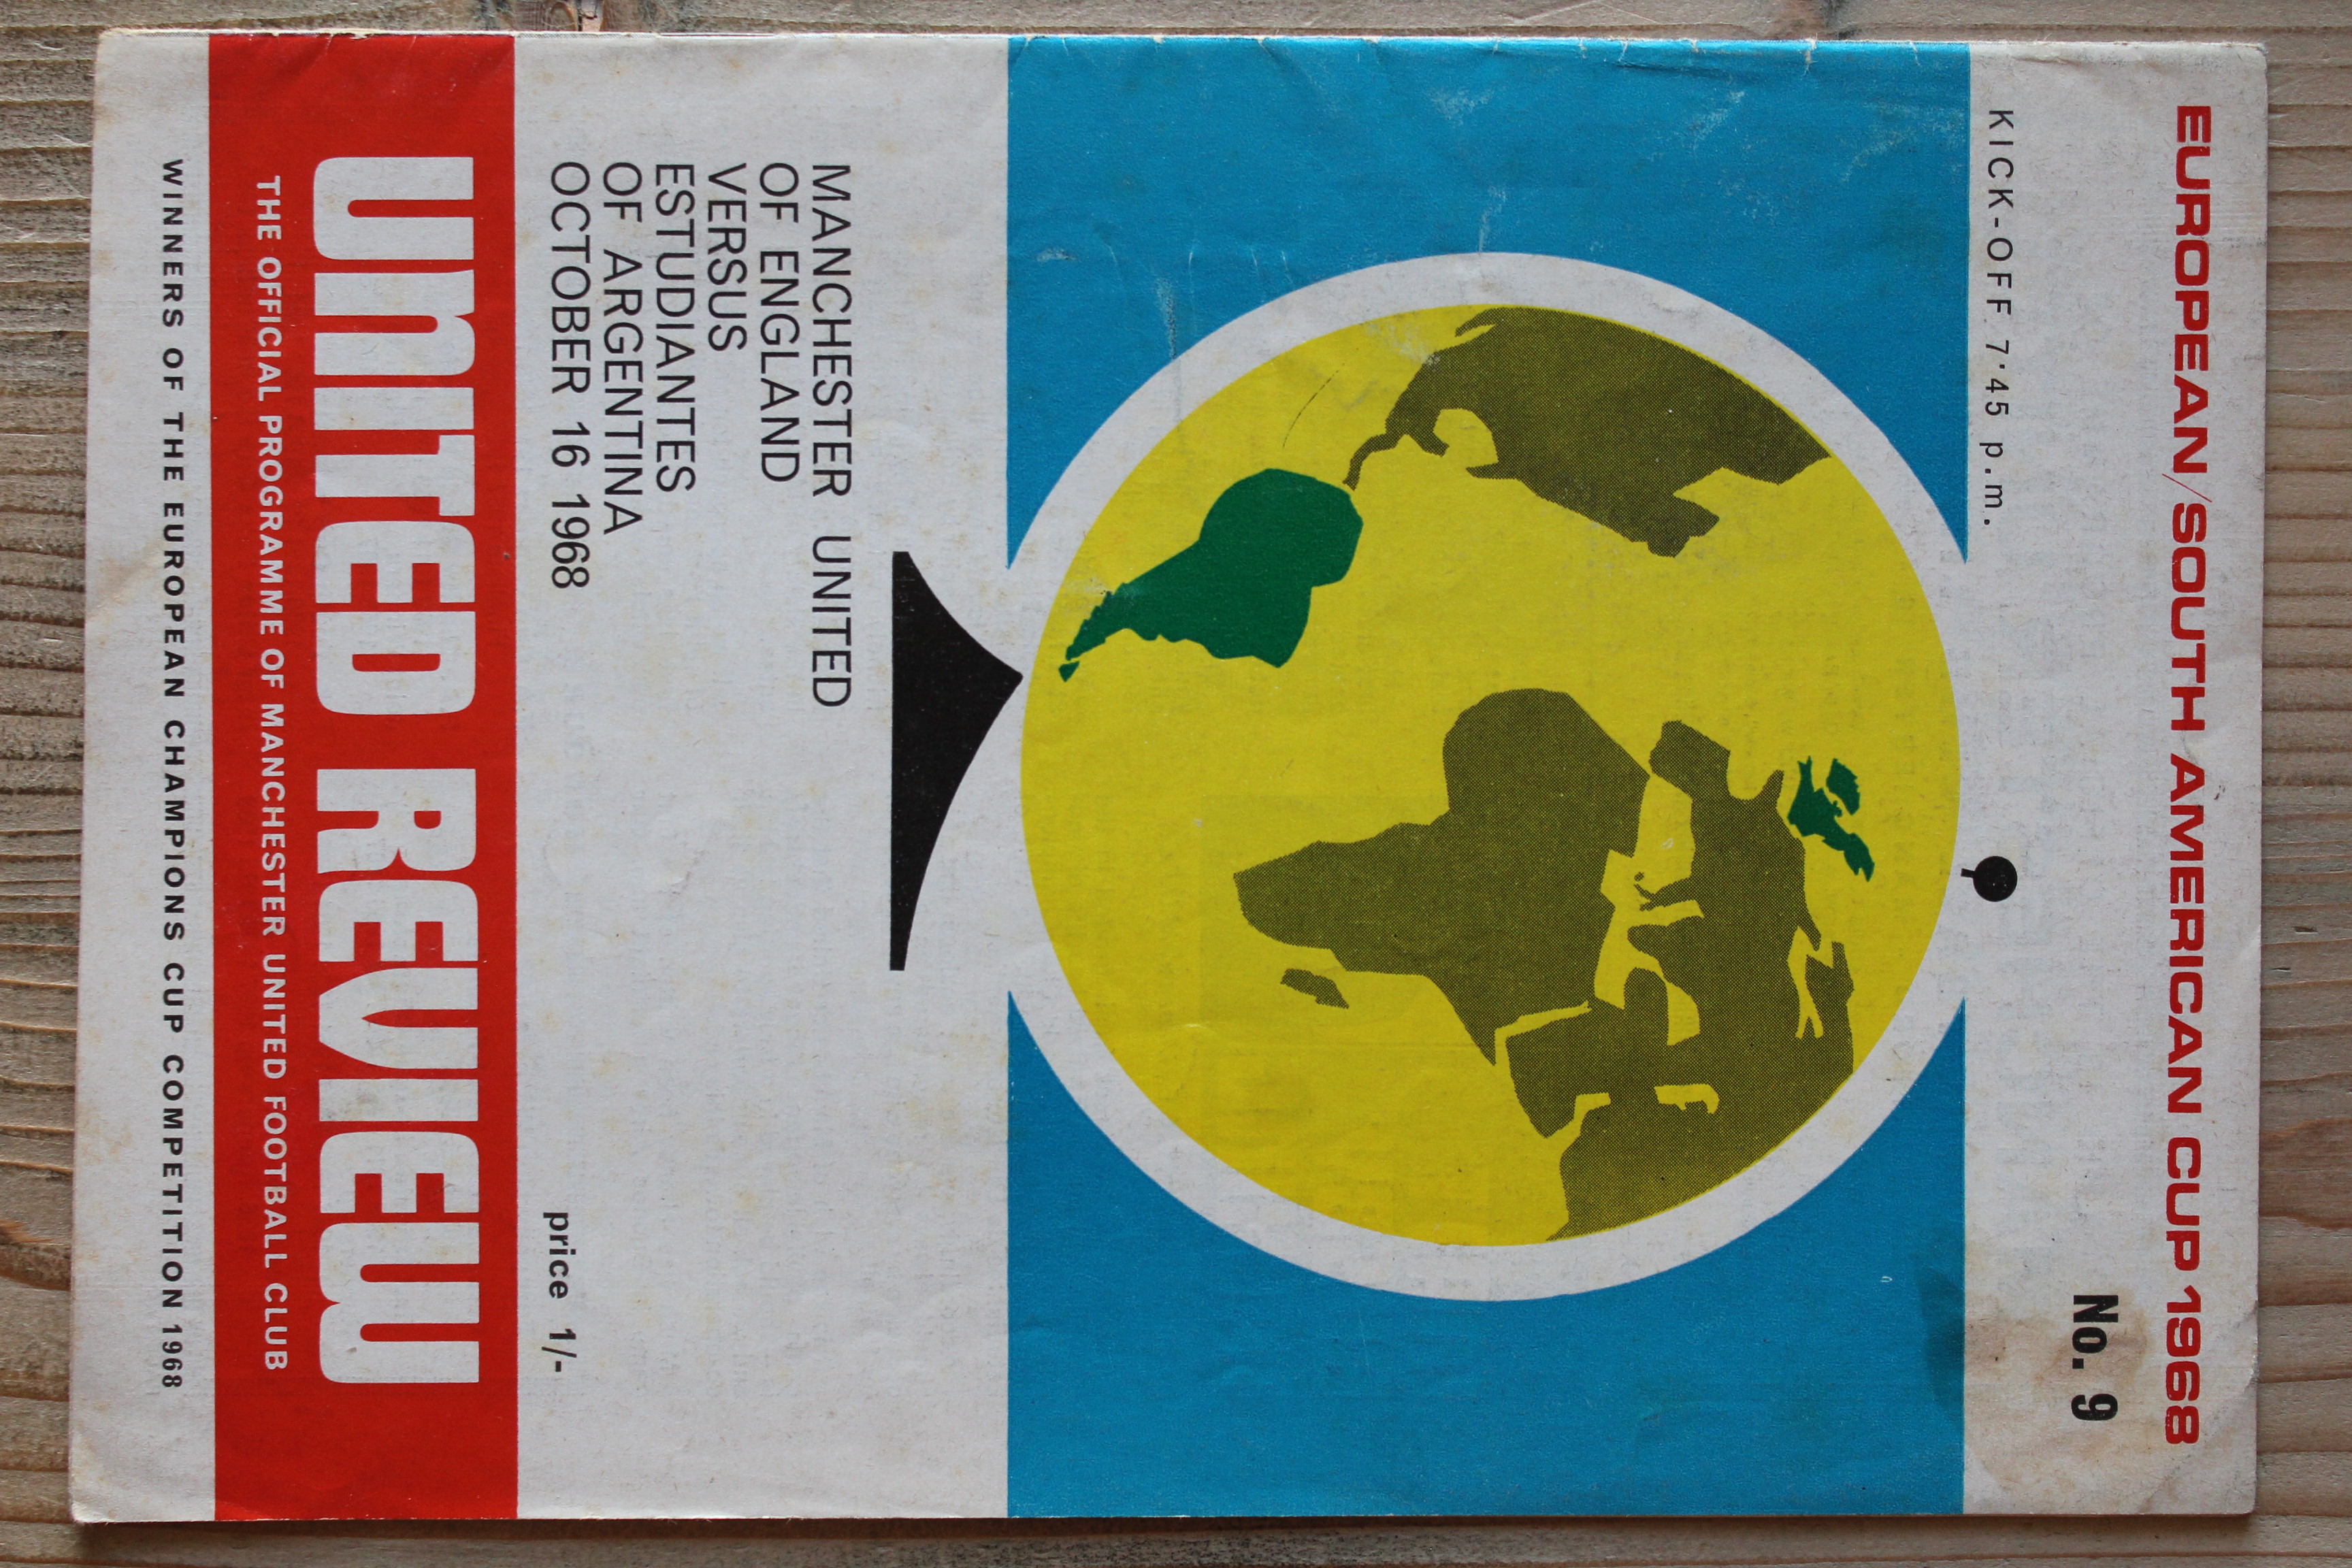 EUROPEAN/SOUTH AMERICAN CUP 1968
No. 9
KICK-OFF 7·45 p.m.
MANCHESTER UNITED
OF ENGLAND
VERSUS
ESTUDIANTES
OF ARGENTINA
OCTOBER 16 1968
price 1/-
UNITED REVIEW
THE OFFICIAL PROGRAMME OF MANCHESTER UNITED FOOTBALL CLUB
WINNERS OF THE EUROPEAN CHAMPIONS CUP COMPETITION 1968